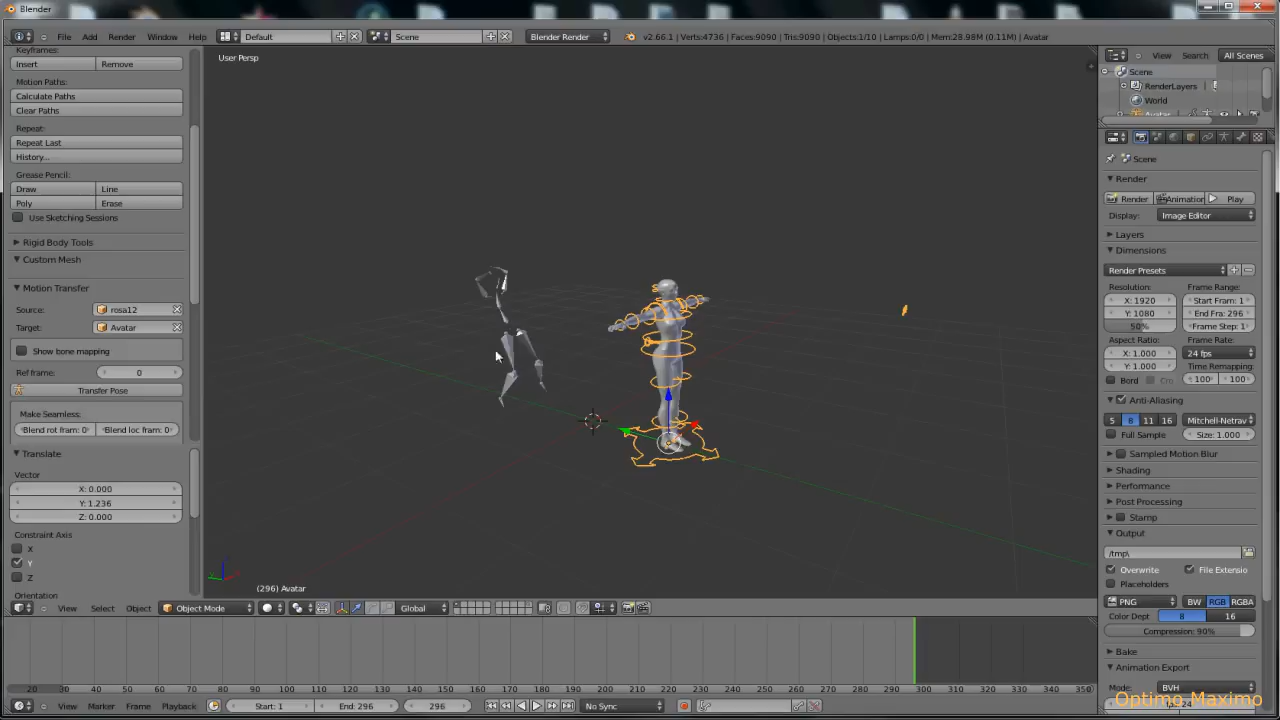 Blender
File Add Render Window Help Default Scene Blender Render v2.66.1 | Verts:4736 | Faces:9090 | Tris:9090 | Objects:1/10 | Lamps:0/0 | Mem:28.98M (0.11M) | Avatar
Keyframes:
Insert Remove
Motion Paths:
Calculate Paths
Clear Paths
Repeat:
Repeat Last
History...
Grease Pencil:
Draw Line
Poly Erase
Use Sketching Sessions
Rigid Body Tools
Custom Mesh
Motion Transfer
Source: rosa12
Target: Avatar
Show bone mapping
Ref frame: 0
Transfer Pose
Make Seamless:
Blend rot fram: 0 Blend loc fram: 0
Translate
Vector
X: 0.000
Y: 1.236
Z: 0.000
Constraint Axis
X
Y
Z
Orientation
User Persp
(296) Avatar
View Select Object Object Mode Global
20 30 40 50 60 70 80 90 100 110 120 130 140 150 160 170 180 190 200 210 220 230 240 250 260 270 280 290 300 310 320 330 340 350
View Marker Frame Playback Start: 1 End: 296 296 No Sync
View Search All Scenes
Scene
RenderLayers
World
Avatar
Scene
Render
Render Animation Play
Display: Image Editor
Layers
Dimensions
Render Presets
Resolution: Frame Range:
X: 1920 Start Fram: 1
Y: 1080 End Fra: 296
50% Frame Step: 1
Aspect Ratio: Frame Rate:
X: 1.000 24 fps
Y: 1.000 Time Remapping:
Bord Cro 100 100
Anti-Aliasing
5 8 11 16 Mitchell-Netrav
Full Sample Size: 1.000
Sampled Motion Blur
Shading
Performance
Post Processing
Stamp
Output
/tmp\
Overwrite File Extensio
Placeholders
PNG BW RGB RGBA
Color Dept 8 16
Compression: 90%
Bake
Animation Export
Mode: BVH
Optimo Maximo